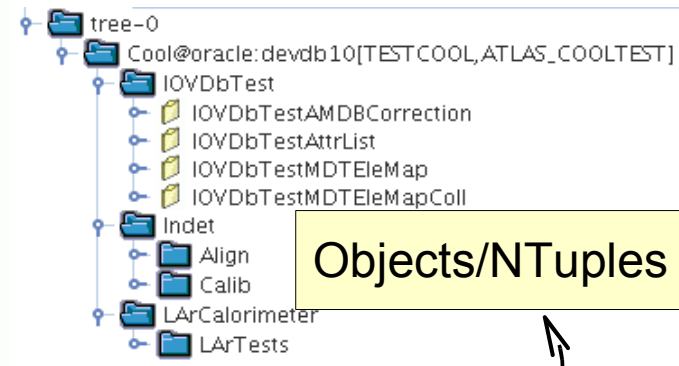 tree-0
Cool@oracle:devdb10[TESTCOOL,ATLAS_COOLTEST]
IOVDbTest
IOVDbTestAMDBCorrection
IOVDbTestAttrList
IOVDbTestMDTEleMap
IOVDbTestMDTEleMapColl
Indet
Align
Calib
Objects/NTuples
LArCalorimeter
LArTests